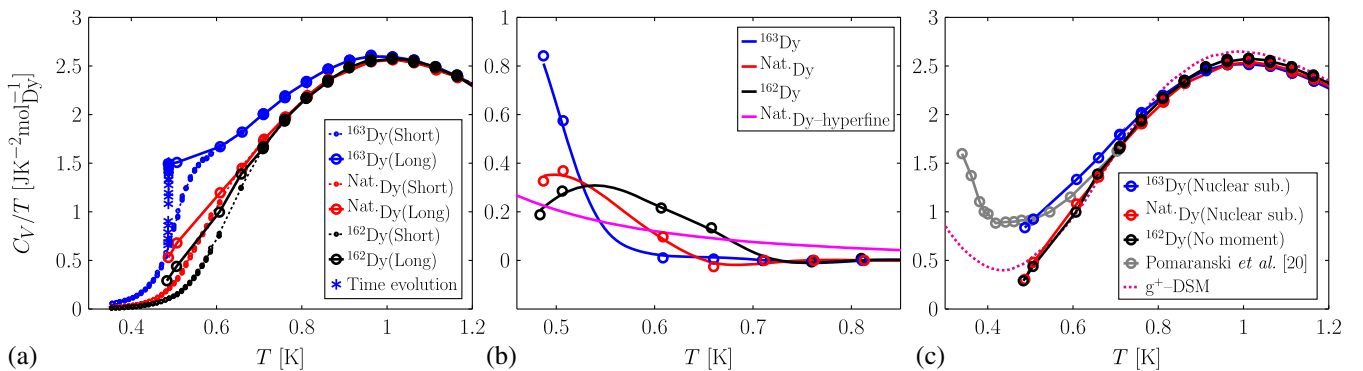 C_V/T [JK⁻²mol⁻¹_Dy]
3
2.5
2
1.5
1
0.5
0
0.4 0.6 0.8 1 1.2
T [K]
(a)
¹⁶³Dy(Short)
¹⁶³Dy(Long)
Nat.Dy(Short)
Nat.Dy(Long)
¹⁶²Dy(Short)
¹⁶²Dy(Long)
Time evolution
1
0.8
0.6
0.4
0.2
0
0.5 0.6 0.7 0.8
T [K]
(b)
¹⁶³Dy
Nat.Dy
¹⁶²Dy
Nat.Dy–hyperfine
3
2.5
2
1.5
1
0.5
0
0.4 0.6 0.8 1 1.2
T [K]
(c)
¹⁶³Dy(Nuclear sub.)
Nat.Dy(Nuclear sub.)
¹⁶²Dy(No moment)
Pomaranski et al. [20]
g⁺–DSM